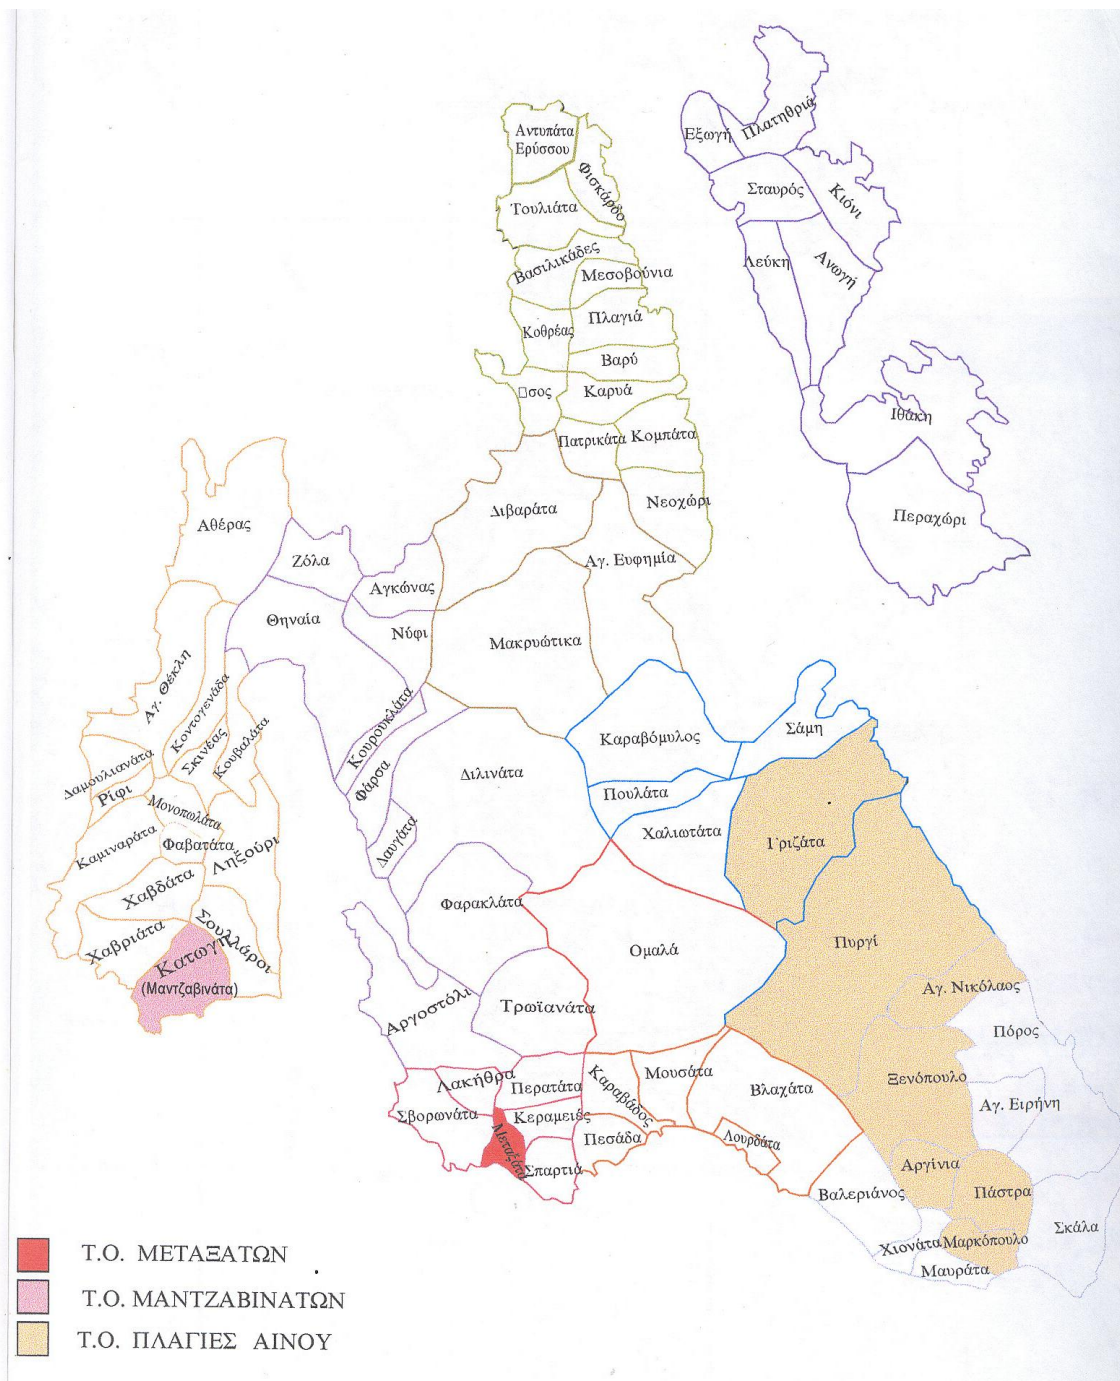 Αντυπάτα
Ερύσσου
Φισκάρδο
Τουλιάτα
Βασιλικάδες
Μεσοβούνια
Κοθρέας
Πλαγιά
Βαρύ
□σος
Καρυά
Πατρικάτα
Κομπάτα
Νεοχώρι
Εξωγή
Πλατηθριά
Σταυρός
Κιόνι
Λεύκη
Ανωγή
Ιθάκη
Περαχώρι
Διβαράτα
Αγ. Ευφημία
Μακρυώτικα
Αθέρας
Ζόλα
Αγκώνας
Θηναία
Νύφι
Αγ. Θέκλη
Κοντογενάδα
Σκινέας
Κουβαλάτα
Κουρουκλάτα
Φάρσα
Δαυγάτα
Διλινάτα
Καραβόμυλος
Σάμη
Πουλάτα
Χαλιωτάτα
Γριζάτα
Δαμουλιανάτα
Ρίφι
Μονοπωλάτα
Καμιναράτα
Φαβατάτα
Ληξούρι
Χαβδάτα
Χαβριάτα
Σουλλάροι
Κατωγή
(Μαντζαβινάτα)
Φαρακλάτα
Ομαλά
Πυργί
Αργοστόλι
Τρωϊανάτα
Αγ. Νικόλαος
Πόρος
Λακήθρα
Περατάτα
Καραβάδος
Μουσάτα
Βλαχάτα
Ξενόπουλο
Αγ. Ειρήνη
Σβορωνάτα
Κεραμειές
Μεταξάτα
Πεσάδα
Λουρδάτα
Σπαρτιά
Αργίνια
Πάστρα
Βαλεριάνος
Σκάλα
Χιονάτα
Μαρκόπουλο
Μαυράτα
Τ.Ο. ΜΕΤΑΞΑΤΩΝ
Τ.Ο. ΜΑΝΤΖΑΒΙΝΑΤΩΝ
Τ.Ο. ΠΛΑΓΙΕΣ ΑΙΝΟΥ